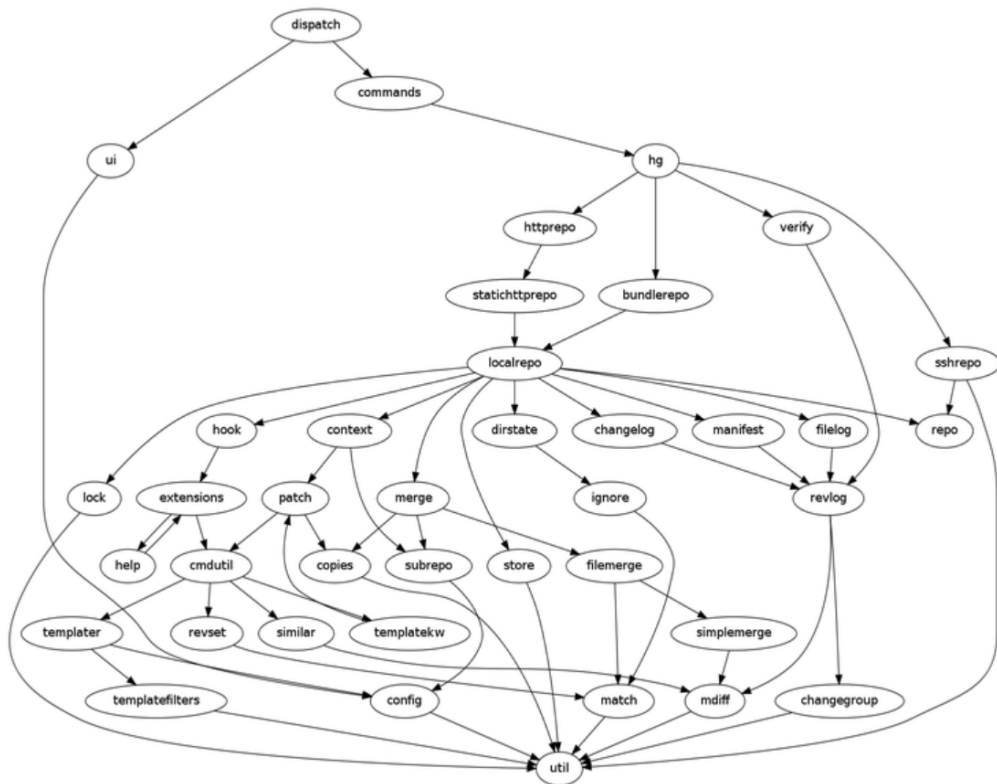 dispatch
commands
ui
hg
httprepo
verify
statichttprepo
bundlerepo
localrepo
sshrepo
hook
context
dirstate
changelog
manifest
filelog
repo
lock
extensions
patch
merge
ignore
revlog
help
cmdutil
copies
subrepo
store
filemerge
templater
revset
similar
templatekw
simplemerge
templatefilters
config
match
mdiff
changegroup
util